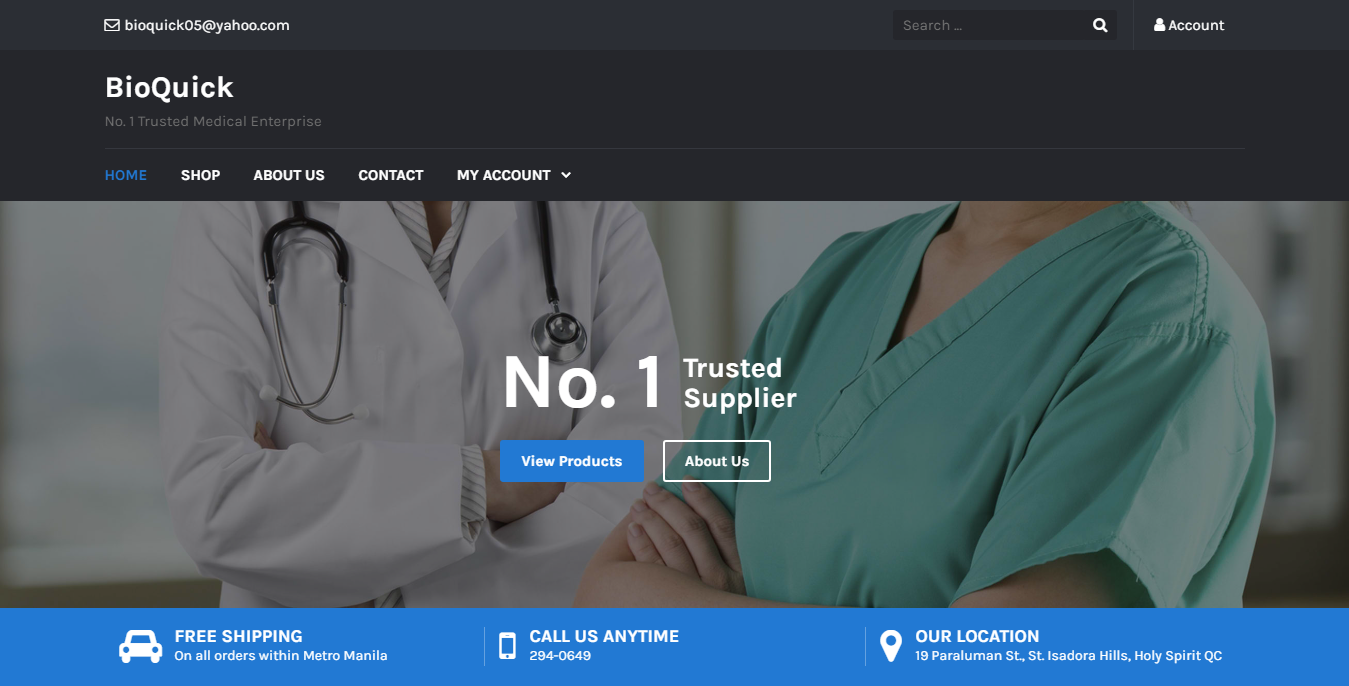 bioquick05@yahoo.com
Search ...
Account
BioQuick
No. 1 Trusted Medical Enterprise
HOME
SHOP
ABOUT US
CONTACT
MY ACCOUNT
No. 1
Trusted
Supplier
View Products
About Us
FREE SHIPPING
On all orders within Metro Manila
CALL US ANYTIME
294-0649
OUR LOCATION
19 Paraluman St., St. Isadora Hills, Holy Spirit QC